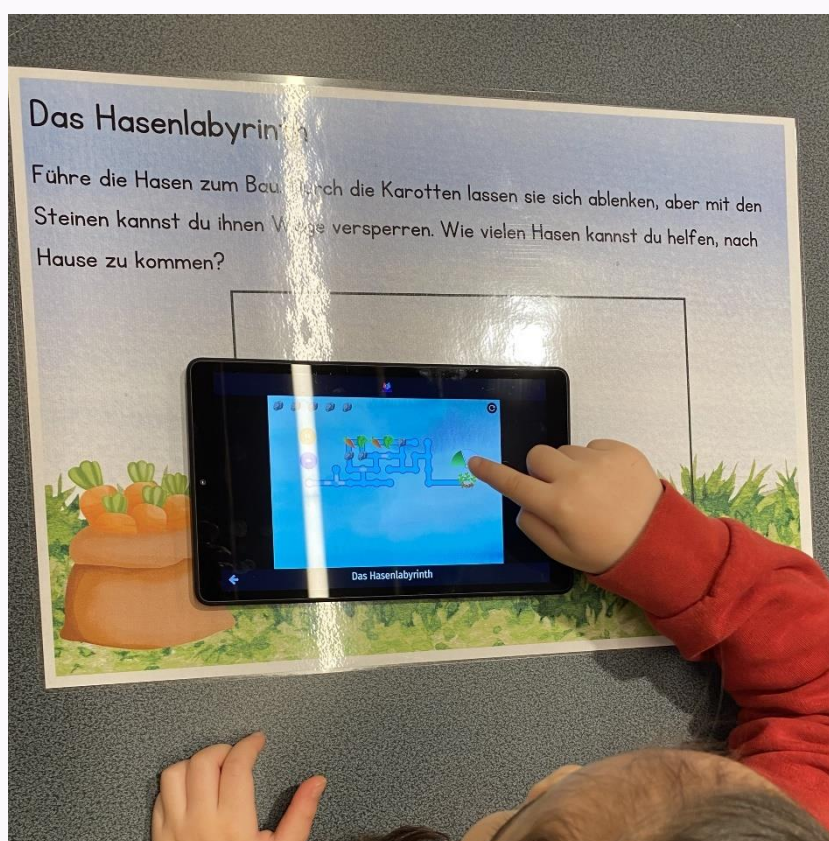 Das Hasenlabyrin
Führe die Hasen zum Bau. die Karotten lassen sie sich ablenken, aber mit den
Steinen kannst du ihnen versperren. Wie vielen Hasen kannst du helfen, nach
Hause zu kommen?
Das Hasenlabyrinth